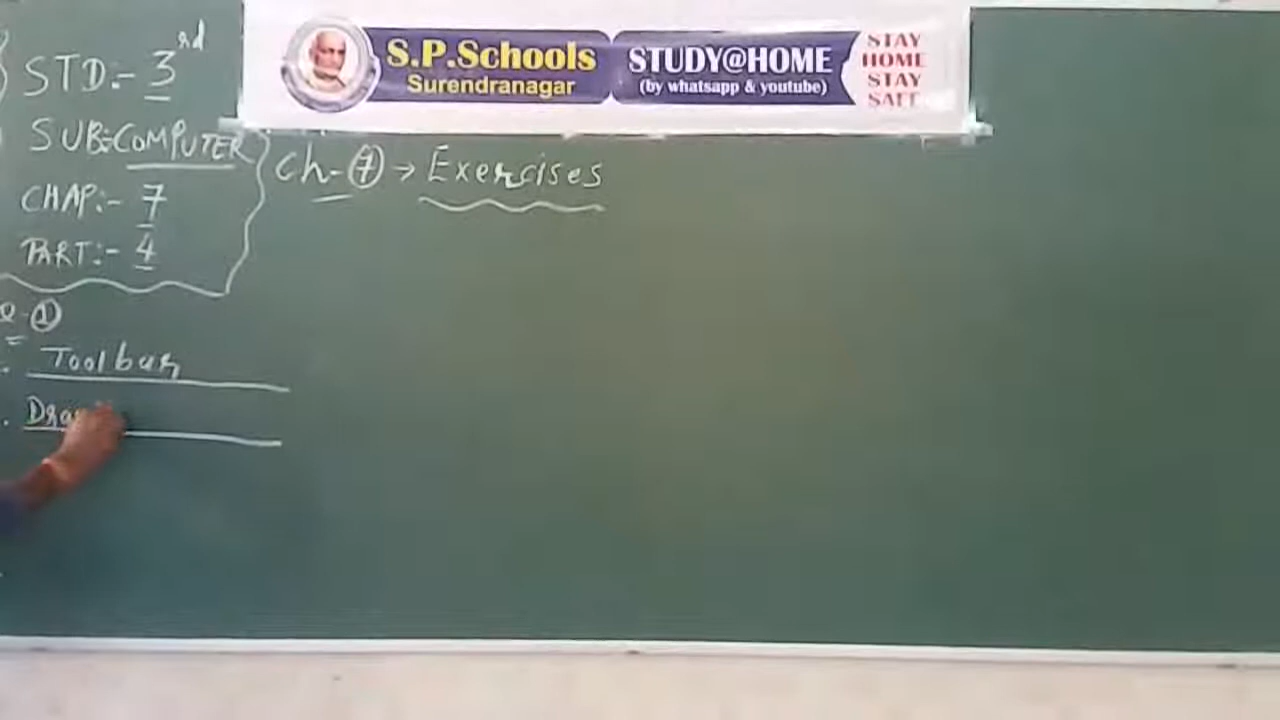 S.P.Schools
Surendranagar
STUDY@HOME
(by whatsapp & youtube)
STAY
HOME
STAY
SAFE
STD:- 3rd
SUB:COMPUTER
CHAP:- 7
PART:- 4
Ch-7 → Exercises
Q-1
Toolbar